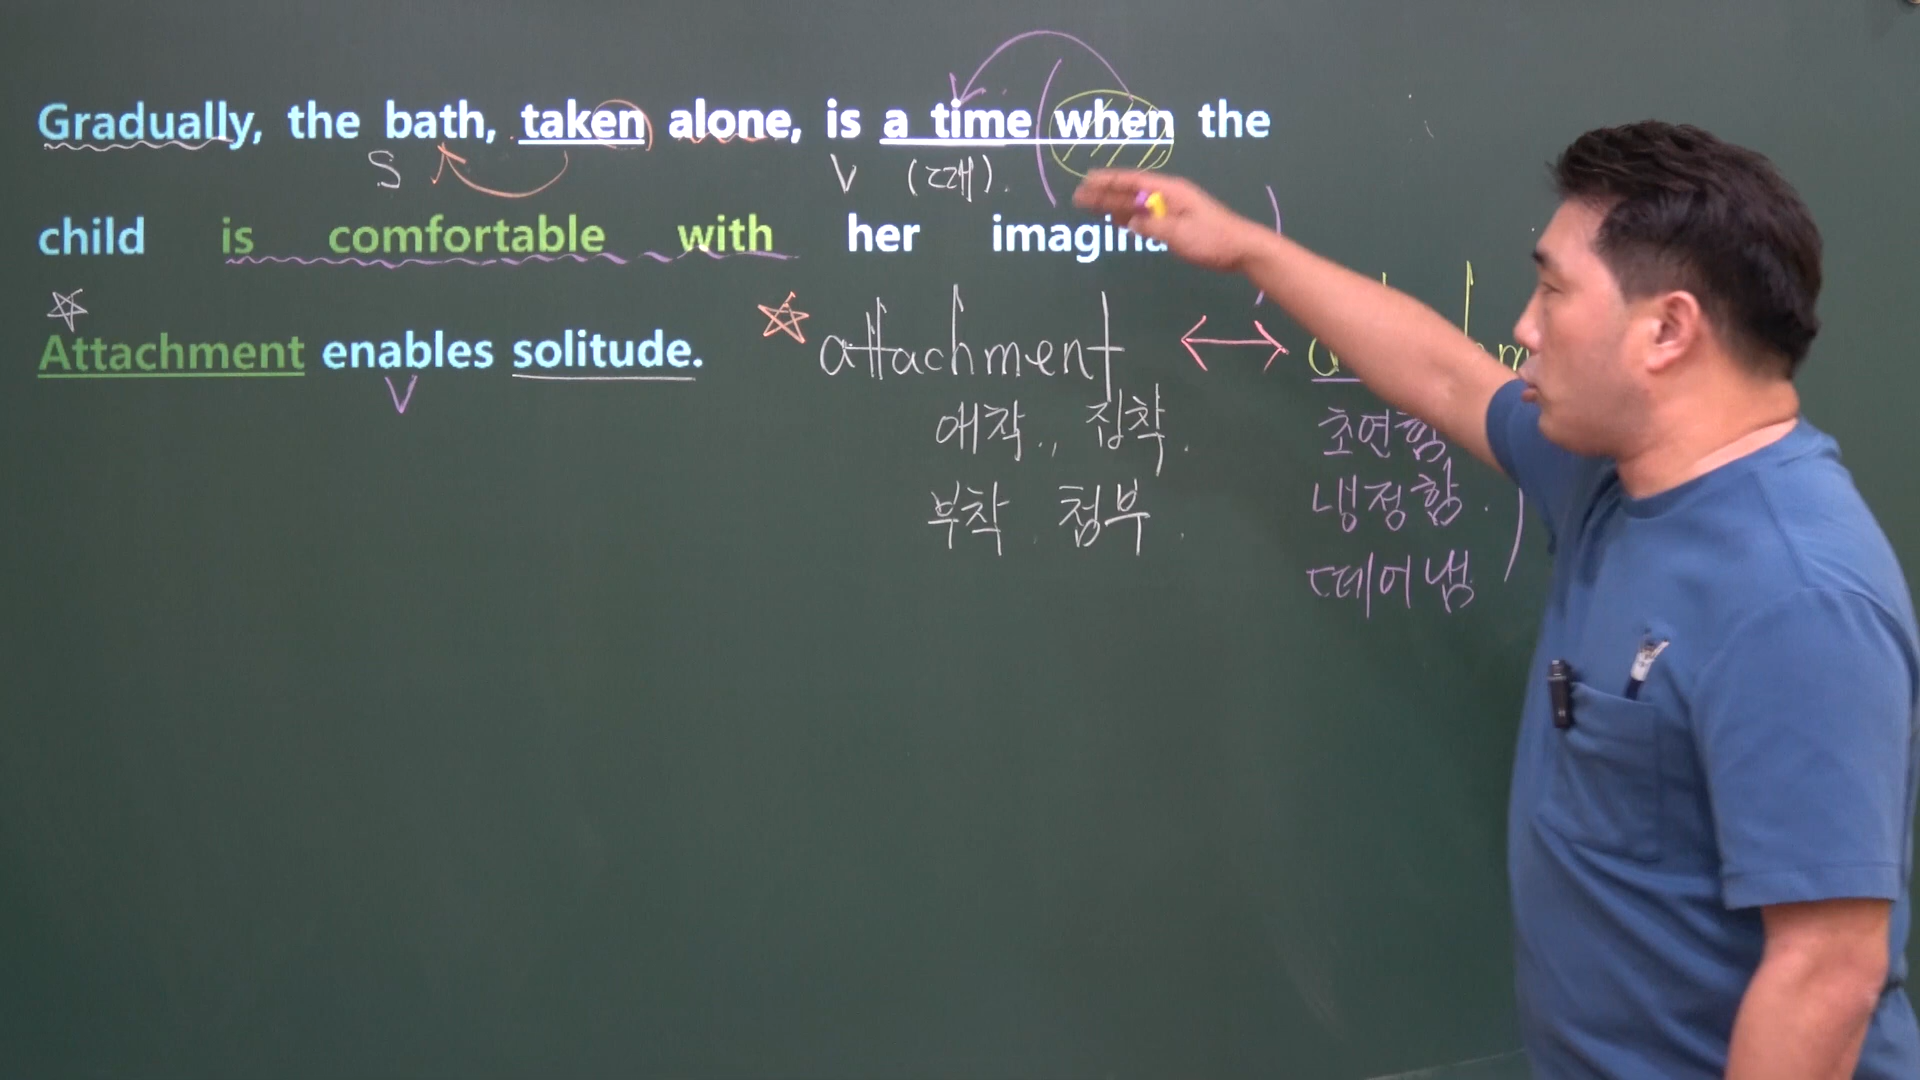 Gradually, the bath, taken alone, is a time when the
S V (때).
child is comfortable with her
Attachment enables solitude. attachment ↔
V
애착., 집착. 초연함
부착. 첨부. 냉정함.
떼어냄